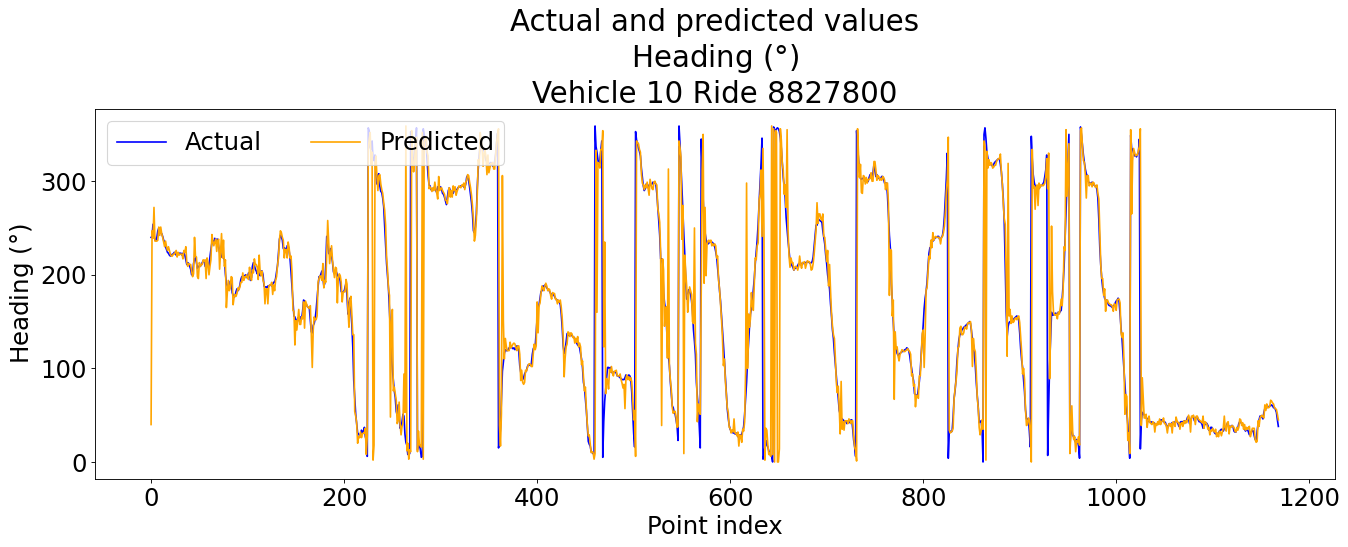 Actual and predicted values
Heading (°)
Vehicle 10 Ride 8827800
Actual
Predicted
Heading (°)
300
200
100
0
0
200
400
600
800
1000
1200
Point index